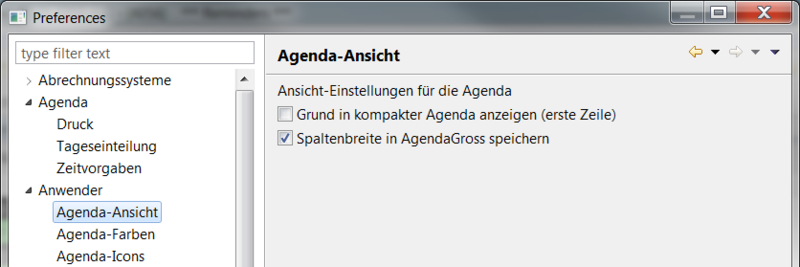 Preferences
type filter text
Abrechnungssysteme
Agenda
Druck
Tageseinteilung
Zeitvorgaben
Anwender
Agenda-Ansicht
Agenda-Farben
Agenda-Icons
Agenda-Ansicht
Ansicht-Einstellungen für die Agenda
Grund in kompakter Agenda anzeigen (erste Zeile)
Spaltenbreite in AgendaGross speichern